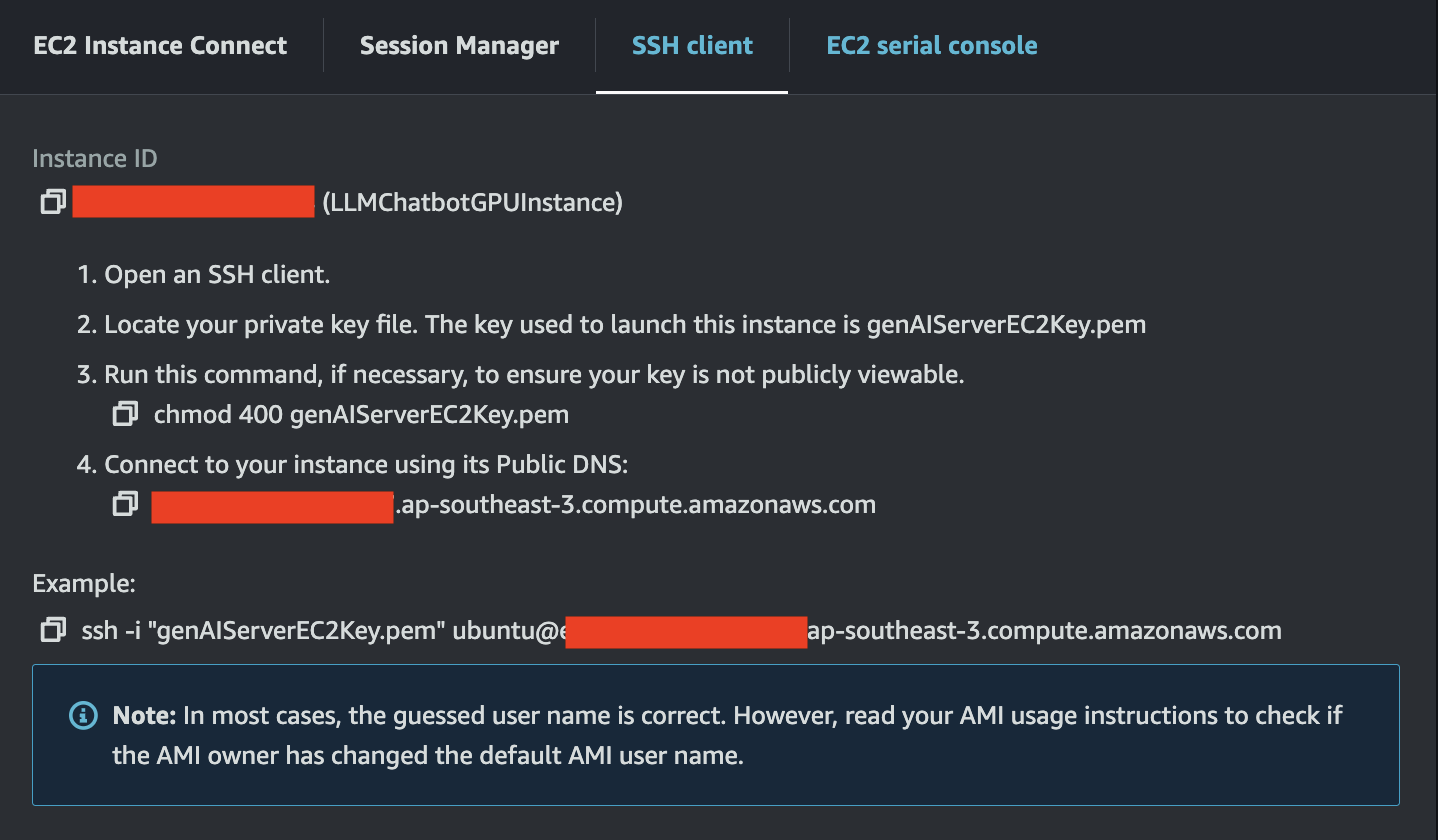 EC2 Instance Connect Session Manager SSH client EC2 serial console
Instance ID
(LLMChatbotGPUInstance)
1. Open an SSH client.
2. Locate your private key file. The key used to launch this instance is genAIServerEC2Key.pem
3. Run this command, if necessary, to ensure your key is not publicly viewable.
chmod 400 genAIServerEC2Key.pem
4. Connect to your instance using its Public DNS:
.ap-southeast-3.compute.amazonaws.com
Example:
ssh -i "genAIServerEC2Key.pem" ubuntu@e ap-southeast-3.compute.amazonaws.com
Note: In most cases, the guessed user name is correct. However, read your AMI usage instructions to check if
the AMI owner has changed the default AMI user name.